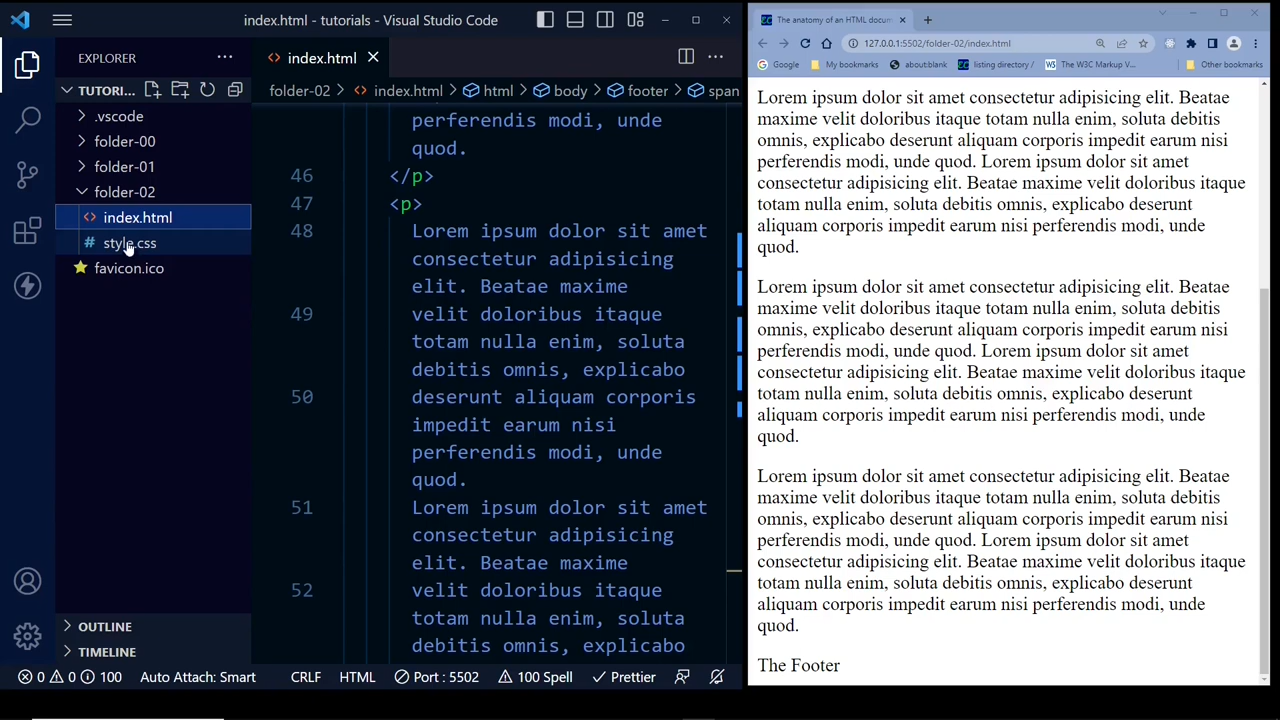 index.html - tutorials - Visual Studio Code
EXPLORER
TUTORI...
.vscode
folder-00
folder-01
folder-02
index.html
style.css
favicon.ico
OUTLINE
TIMELINE
index.html
folder-02 > index.html > html > body > footer > span
perferendis modi, unde
quod.
46 </p>
47 <p>
48 Lorem ipsum dolor sit amet
consectetur adipisicing
elit. Beatae maxime
49 velit doloribus itaque
totam nulla enim, soluta
debitis omnis, explicabo
50 deserunt aliquam corporis
impedit earum nisi
perferendis modi, unde
quod.
51 Lorem ipsum dolor sit amet
consectetur adipisicing
elit. Beatae maxime
52 velit doloribus itaque
totam nulla enim, soluta
debitis omnis, explicabo
0 0 100 Auto Attach: Smart CRLF HTML Port : 5502 100 Spell Prettier
The anatomy of an HTML docum
127.0.0.1:5502/folder-02/index.html
Google My bookmarks about:blank listing directory / The W3C Markup V... Other bookmarks
Lorem ipsum dolor sit amet consectetur adipisicing elit. Beatae
maxime velit doloribus itaque totam nulla enim, soluta debitis
omnis, explicabo deserunt aliquam corporis impedit earum nisi
perferendis modi, unde quod. Lorem ipsum dolor sit amet
consectetur adipisicing elit. Beatae maxime velit doloribus itaque
totam nulla enim, soluta debitis omnis, explicabo deserunt
aliquam corporis impedit earum nisi perferendis modi, unde
quod.
Lorem ipsum dolor sit amet consectetur adipisicing elit. Beatae
maxime velit doloribus itaque totam nulla enim, soluta debitis
omnis, explicabo deserunt aliquam corporis impedit earum nisi
perferendis modi, unde quod. Lorem ipsum dolor sit amet
consectetur adipisicing elit. Beatae maxime velit doloribus itaque
totam nulla enim, soluta debitis omnis, explicabo deserunt
aliquam corporis impedit earum nisi perferendis modi, unde
quod.
Lorem ipsum dolor sit amet consectetur adipisicing elit. Beatae
maxime velit doloribus itaque totam nulla enim, soluta debitis
omnis, explicabo deserunt aliquam corporis impedit earum nisi
perferendis modi, unde quod. Lorem ipsum dolor sit amet
consectetur adipisicing elit. Beatae maxime velit doloribus itaque
totam nulla enim, soluta debitis omnis, explicabo deserunt
aliquam corporis impedit earum nisi perferendis modi, unde
quod.
The Footer